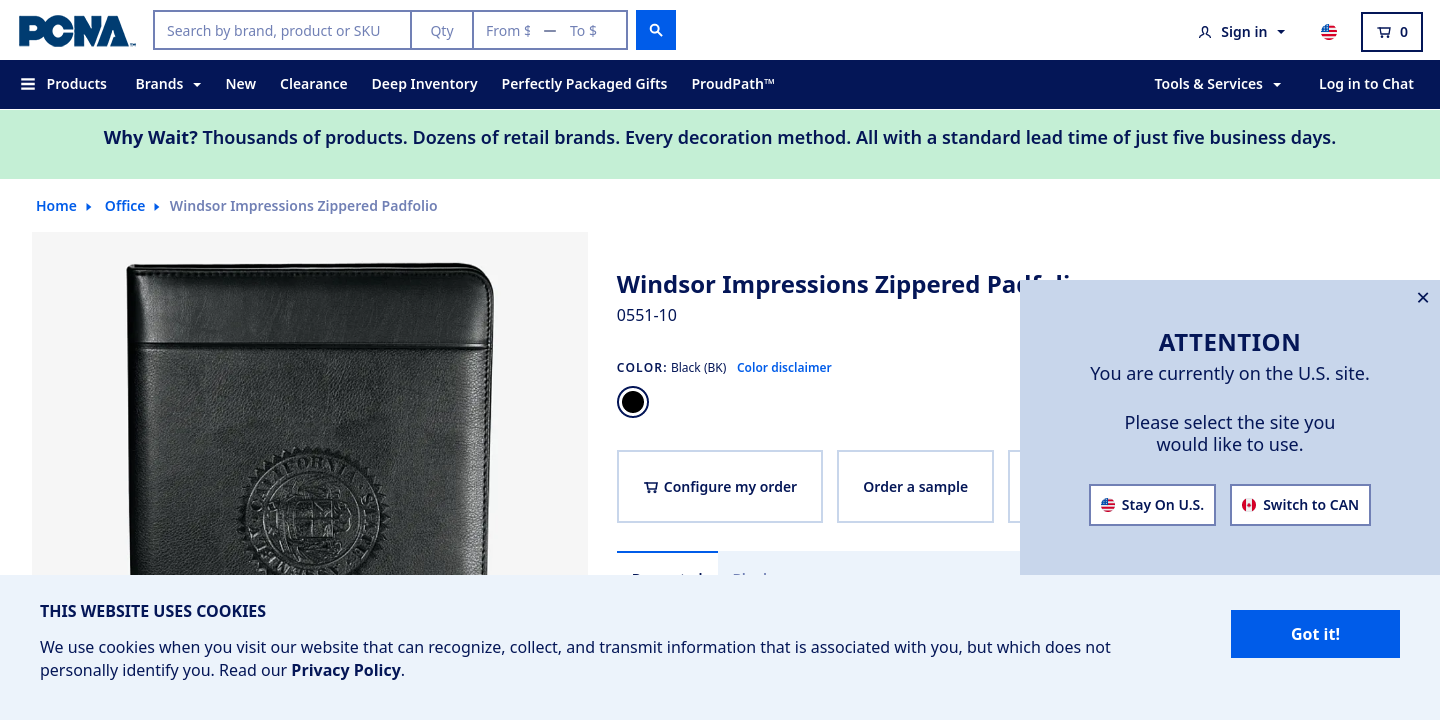 PCNA
Search by brand, product or SKU
Qty
From $
To $
Sign in
0
Products
Brands
New
Clearance
Deep Inventory
Perfectly Packaged Gifts
ProudPath™
Tools & Services
Log in to Chat
Why Wait? Thousands of products. Dozens of retail brands. Every decoration method. All with a standard lead time of just five business days.
Home
Office
Windsor Impressions Zippered Padfolio
Windsor Impressions Zippered
0551-10
COLOR: Black (BK) Color disclaimer
Configure my order
Order a sample
ATTENTION
You are currently on the U.S. site.
Please select the site you
would like to use.
Stay On U.S.
Switch to CAN
THIS WEBSITE USES COOKIES
We use cookies when you visit our website that can recognize, collect, and transmit information that is associated with you, but which does not
personally identify you. Read our Privacy Policy.
Got it!